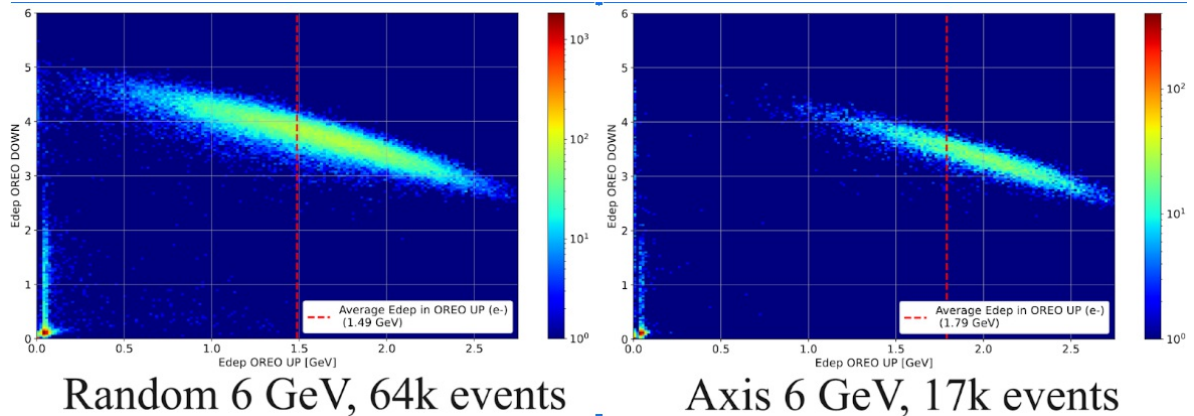 6
5
4
3
2
1
0
Edep OREO DOWN
0.0 0.5 1.0 1.5 2.0 2.5
Edep OREO UP [GeV]
Average Edep in OREO UP (e-)
(1.49 GeV)
10³
10²
10¹
10⁰
Random 6 GeV, 64k events
6
5
4
3
2
1
0
Edep OREO DOWN
0.0 0.5 1.0 1.5 2.0 2.5
Edep OREO UP [GeV]
Average Edep in OREO UP (e-)
(1.79 GeV)
10²
10¹
10⁰
Axis 6 GeV, 17k events